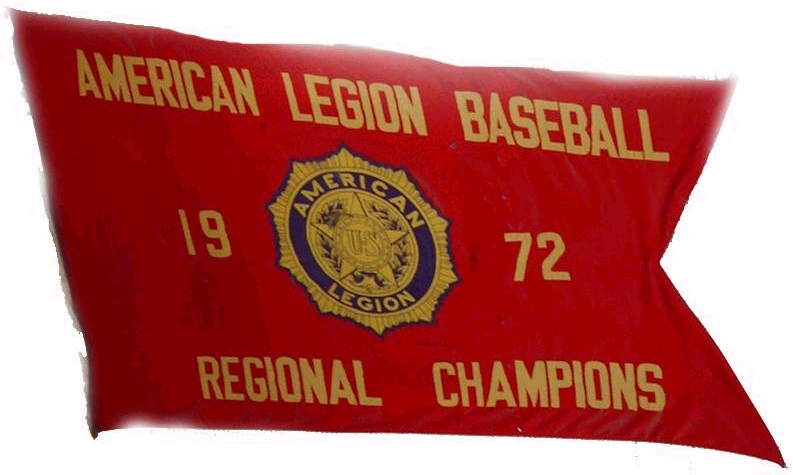 AMERICAN LEGION BASEBALL
AMERICAN
U.S
LEGION
19 72
REGIONAL CHAMPIONS